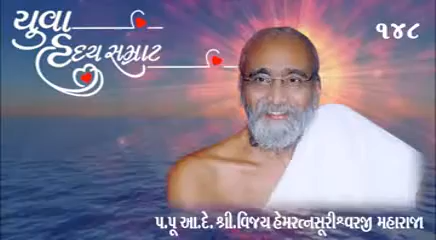 યુવા
હૃદય સમ્રાટ
૧૪૮
પ.પૂ આ.દે. શ્રી.વિજય હેમરત્નસૂરીશ્વરજી મહારાજા